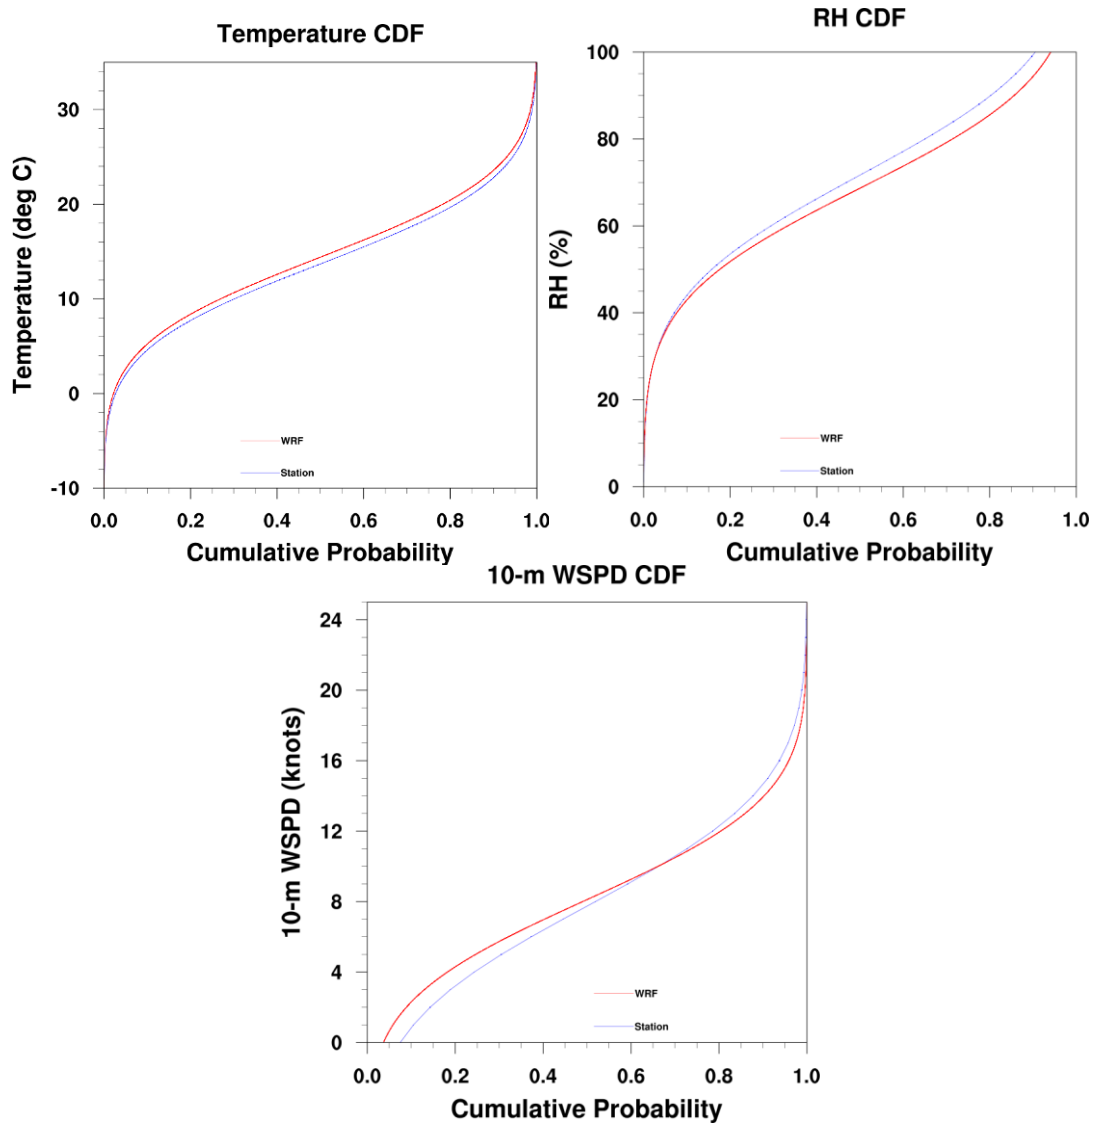 Temperature CDF
Temperature (deg C)
30
20
10
0
-10
WRF
Station
0.0 0.2 0.4 0.6 0.8 1.0
Cumulative Probability
RH CDF
RH (%)
100
80
60
40
20
0
WRF
Station
0.0 0.2 0.4 0.6 0.8 1.0
Cumulative Probability
10-m WSPD CDF
10-m WSPD (knots)
24
20
16
12
8
4
0
WRF
Station
0.0 0.2 0.4 0.6 0.8 1.0
Cumulative Probability